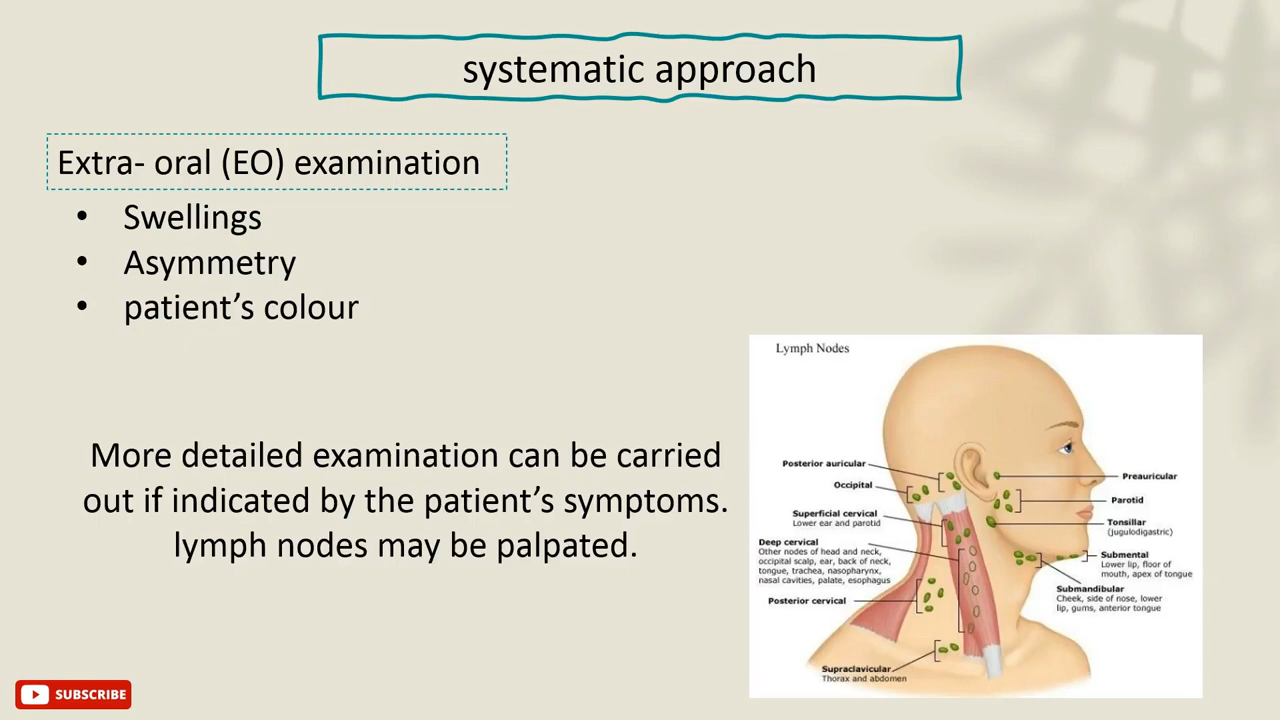 systematic approach
Extra- oral (EO) examination
• Swellings
• Asymmetry
• patient’s colour
More detailed examination can be carried
out if indicated by the patient’s symptoms.
lymph nodes may be palpated.
Lymph Nodes
Posterior auricular
Occipital
Superficial cervical
Lower ear and parotid
Deep cervical
Other nodes of head and neck,
occipital scalp, ear, back of neck,
tongue, trachea, nasopharynx,
nasal cavities, palate, esophagus
Posterior cervical
Supraclavicular
Thorax and abdomen
Preauricular
Parotid
Tonsillar
(jugulodigastric)
Submental
Lower lip, floor of
mouth, apex of tongue
Submandibular
Cheek, side of nose, lower
lip, gums, anterior tongue
SUBSCRIBE